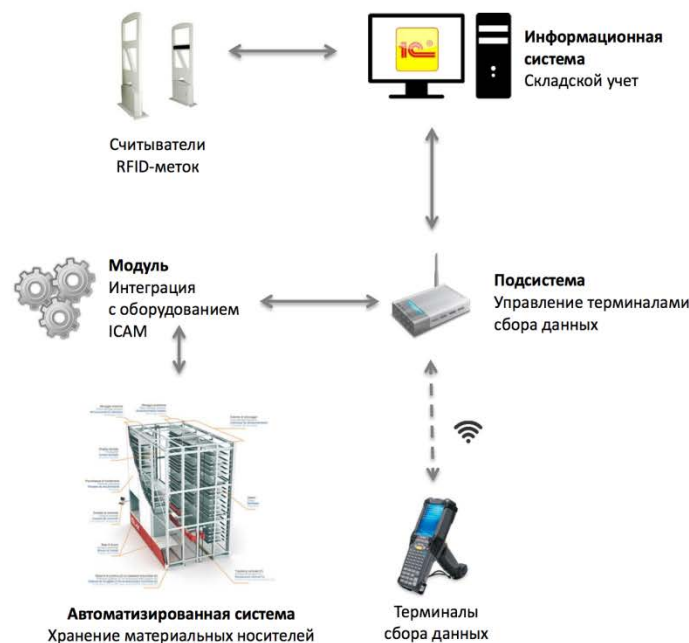 1С
Информационная
система
Складской учет
Считыватели
RFID-меток
Модуль
Интеграция
с оборудованием
ICAM
Подсистема
Управление терминалами
сбора данных
Автоматизированная система
Хранение материальных носителей
Терминалы
сбора данных